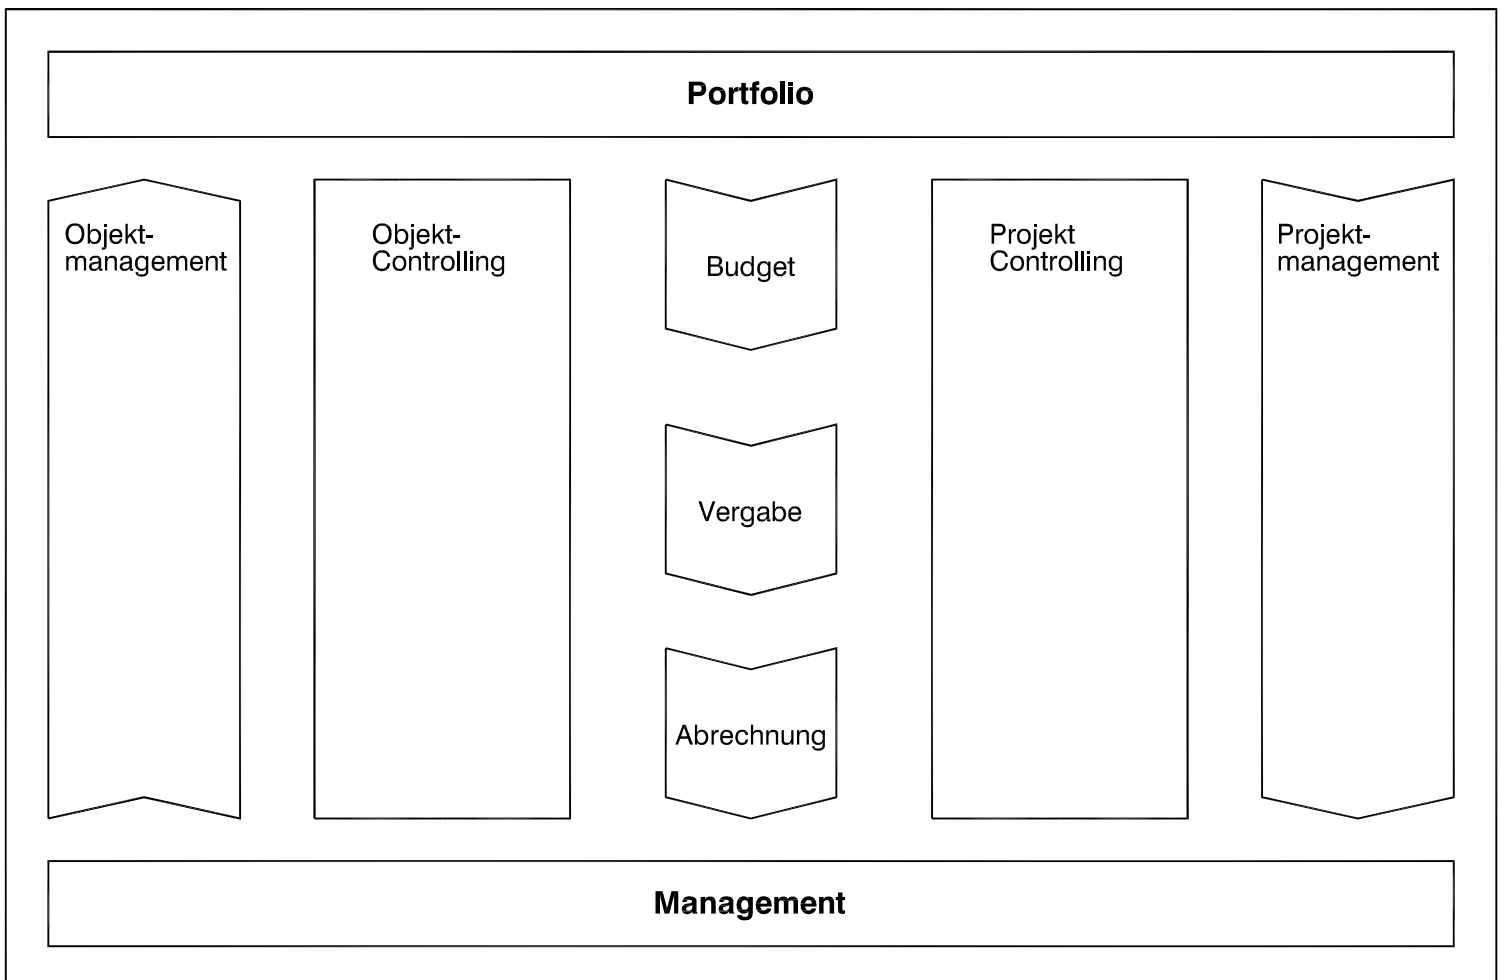 Portfolio
Objekt-
management
Objekt-
Controlling
Budget
Vergabe
Abrechnung
Projekt
Controlling
Projekt-
management
Management